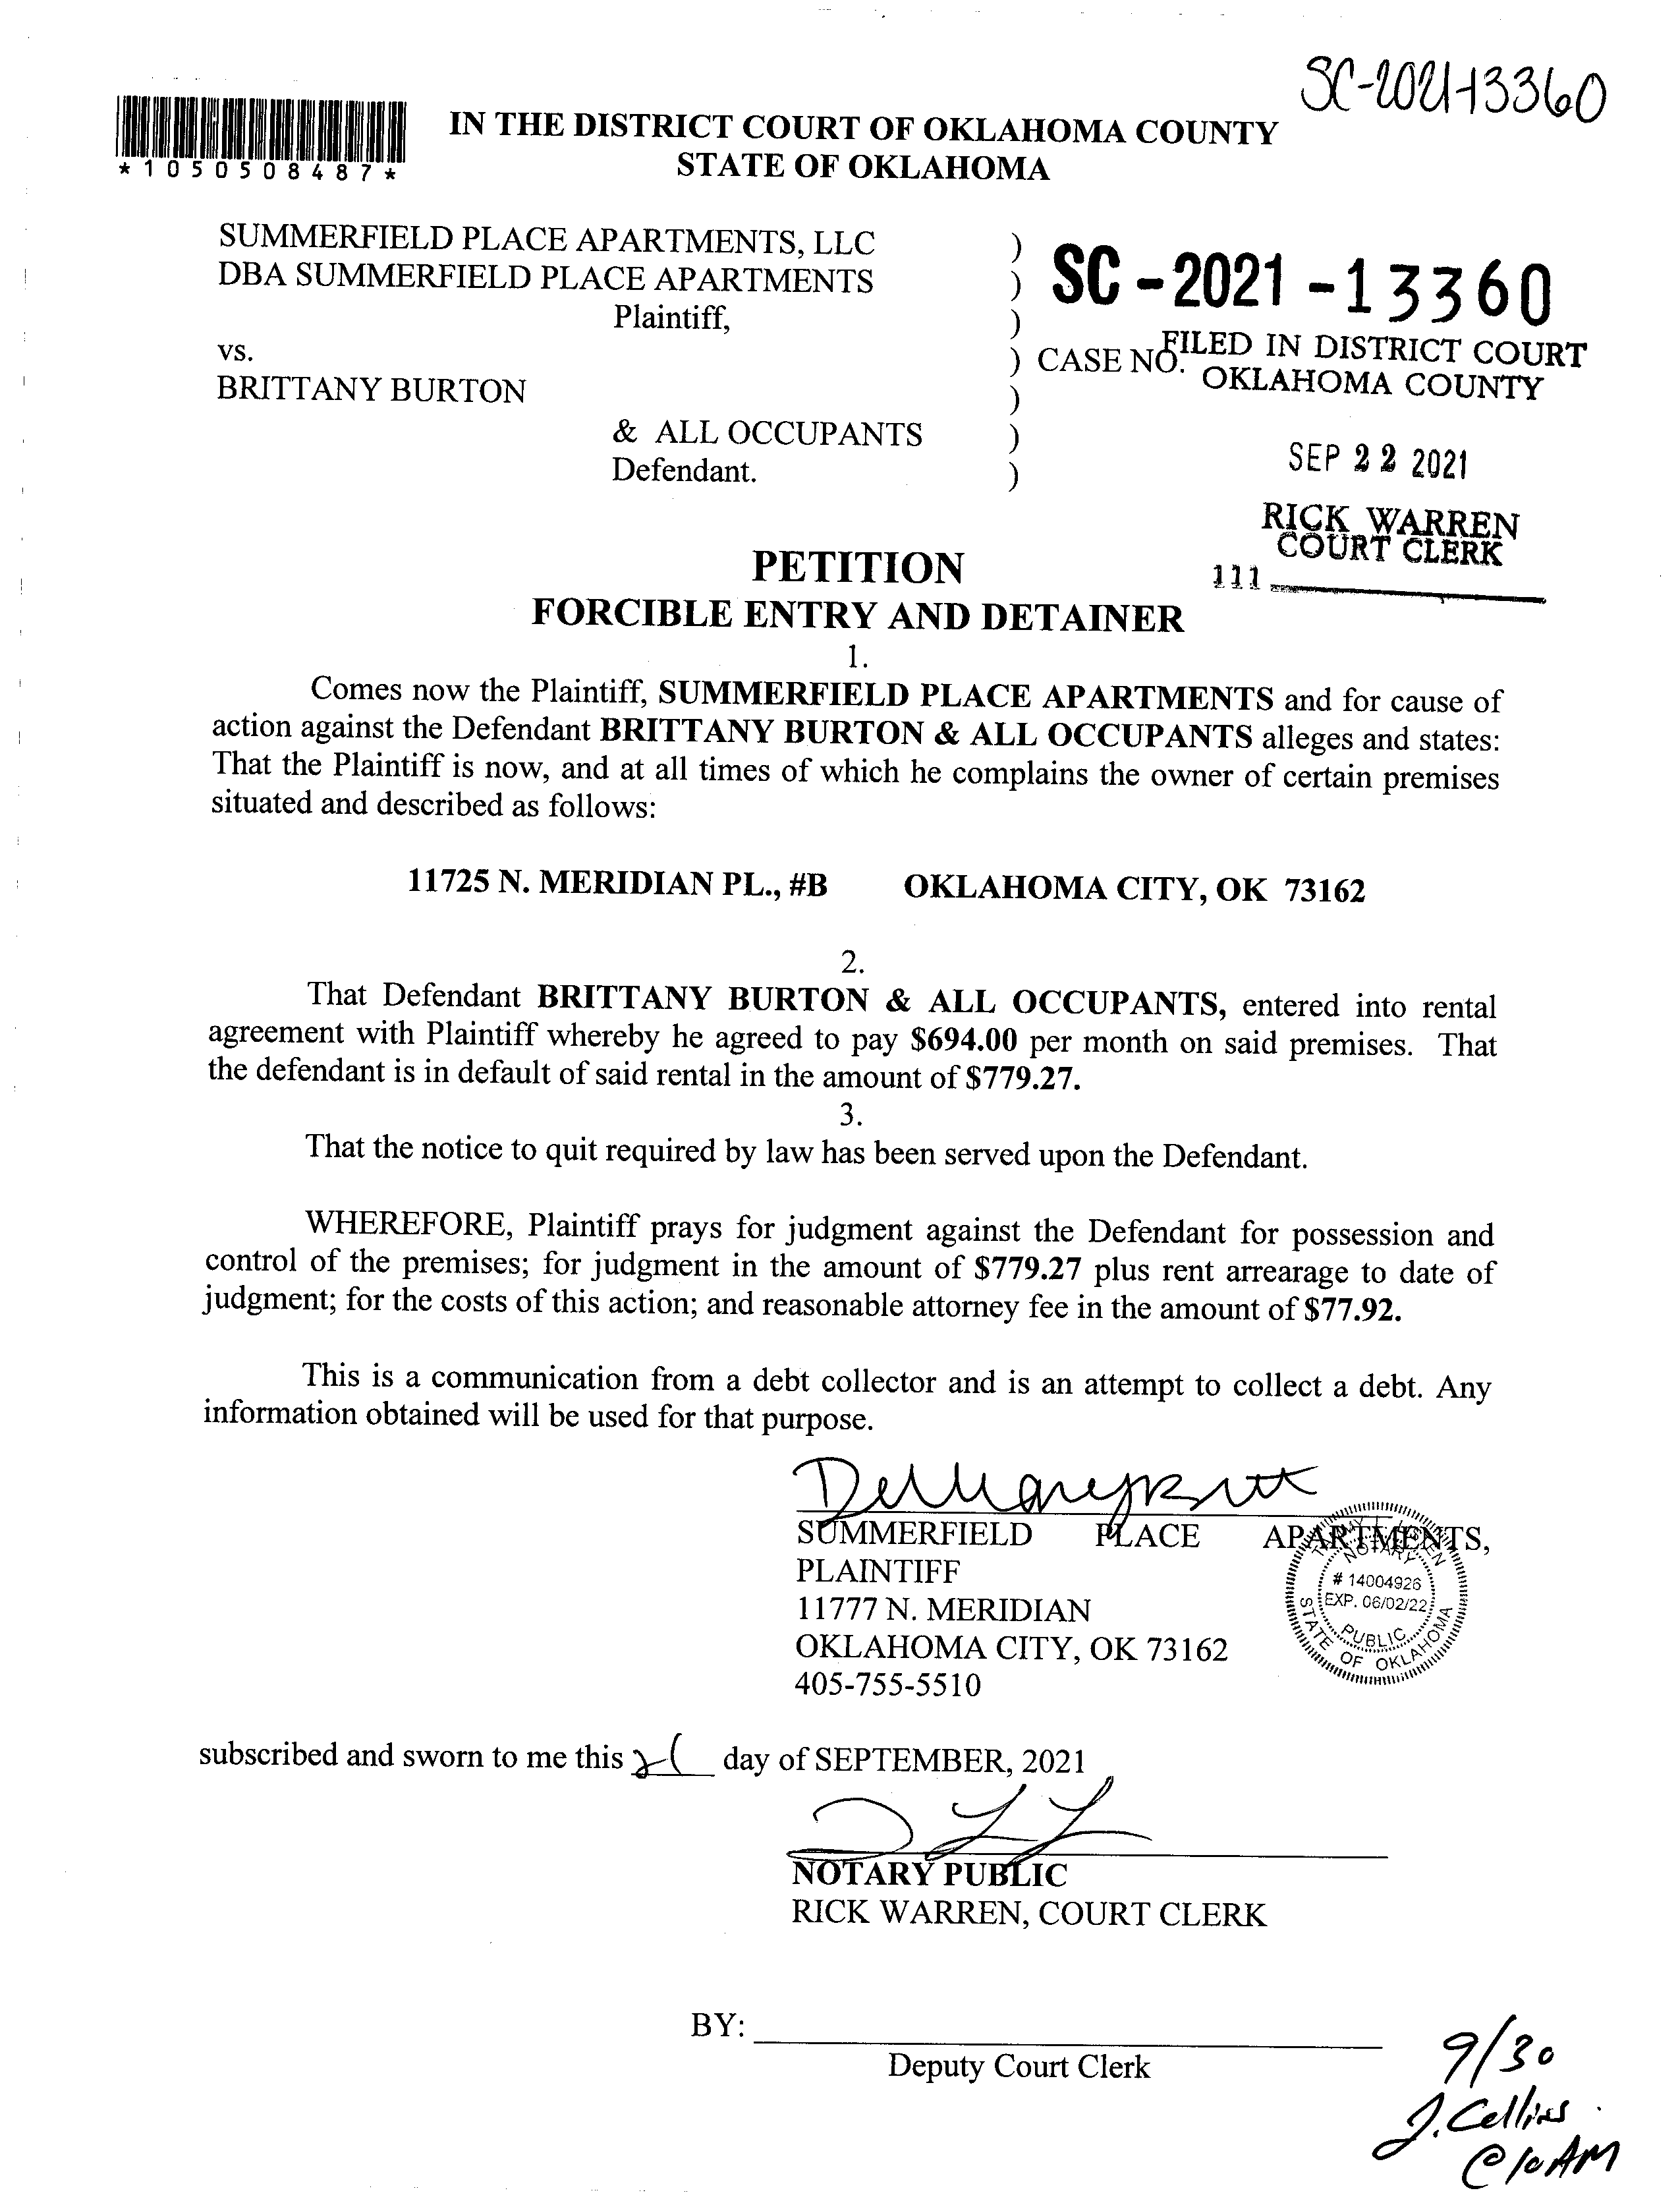 SC-2021-13360
*1050508487*
IN THE DISTRICT COURT OF OKLAHOMA COUNTY
STATE OF OKLAHOMA
SUMMERFIELD PLACE APARTMENTS, LLC )
DBA SUMMERFIELD PLACE APARTMENTS )
Plaintiff, )
SC-2021-13360
vs. ) CASE NO.
FILED IN DISTRICT COURT
OKLAHOMA COUNTY
BRITTANY BURTON )
& ALL OCCUPANTS )
Defendant. )
SEP 22 2021
RICK WARREN
COURT CLERK
111
PETITION
FORCIBLE ENTRY AND DETAINER
1.
Comes now the Plaintiff, SUMMERFIELD PLACE APARTMENTS and for cause of
action against the Defendant BRITTANY BURTON & ALL OCCUPANTS alleges and states:
That the Plaintiff is now, and at all times of which he complains the owner of certain premises
situated and described as follows:
11725 N. MERIDIAN PL., #B OKLAHOMA CITY, OK 73162
2.
That Defendant BRITTANY BURTON & ALL OCCUPANTS, entered into rental
agreement with Plaintiff whereby he agreed to pay $694.00 per month on said premises. That
the defendant is in default of said rental in the amount of $779.27.
3.
That the notice to quit required by law has been served upon the Defendant.
WHEREFORE, Plaintiff prays for judgment against the Defendant for possession and
control of the premises; for judgment in the amount of $779.27 plus rent arrearage to date of
judgment; for the costs of this action; and reasonable attorney fee in the amount of $77.92.
This is a communication from a debt collector and is an attempt to collect a debt. Any
information obtained will be used for that purpose.
SUMMERFIELD PLACE APARTMENTS,
PLAINTIFF
11777 N. MERIDIAN
OKLAHOMA CITY, OK 73162
405-755-5510
NOTARY
# 14004926
EXP. 06/02/22
PUBLIC
STATE OF OKLAHOMA
subscribed and sworn to me this 21 day of SEPTEMBER, 2021
NOTARY PUBLIC
RICK WARREN, COURT CLERK
BY:
Deputy Court Clerk
9/30
J. Collins
@ 10 AM